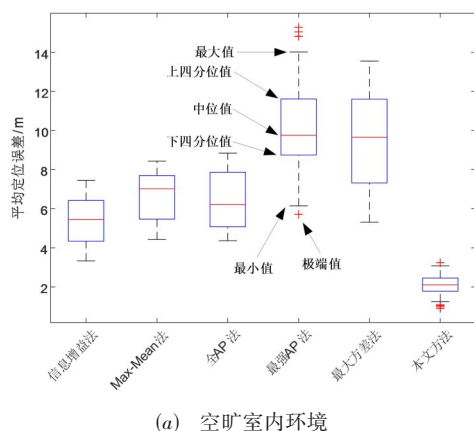 平均定位误差/m
16
14
12
10
8
6
4
2
最大值
上四分位值
中位值
下四分位值
最小值
极端值
信息增益法
Max-Mean法
全AP法
最强AP法
最大方差法
本文方法
(a) 空旷室内环境